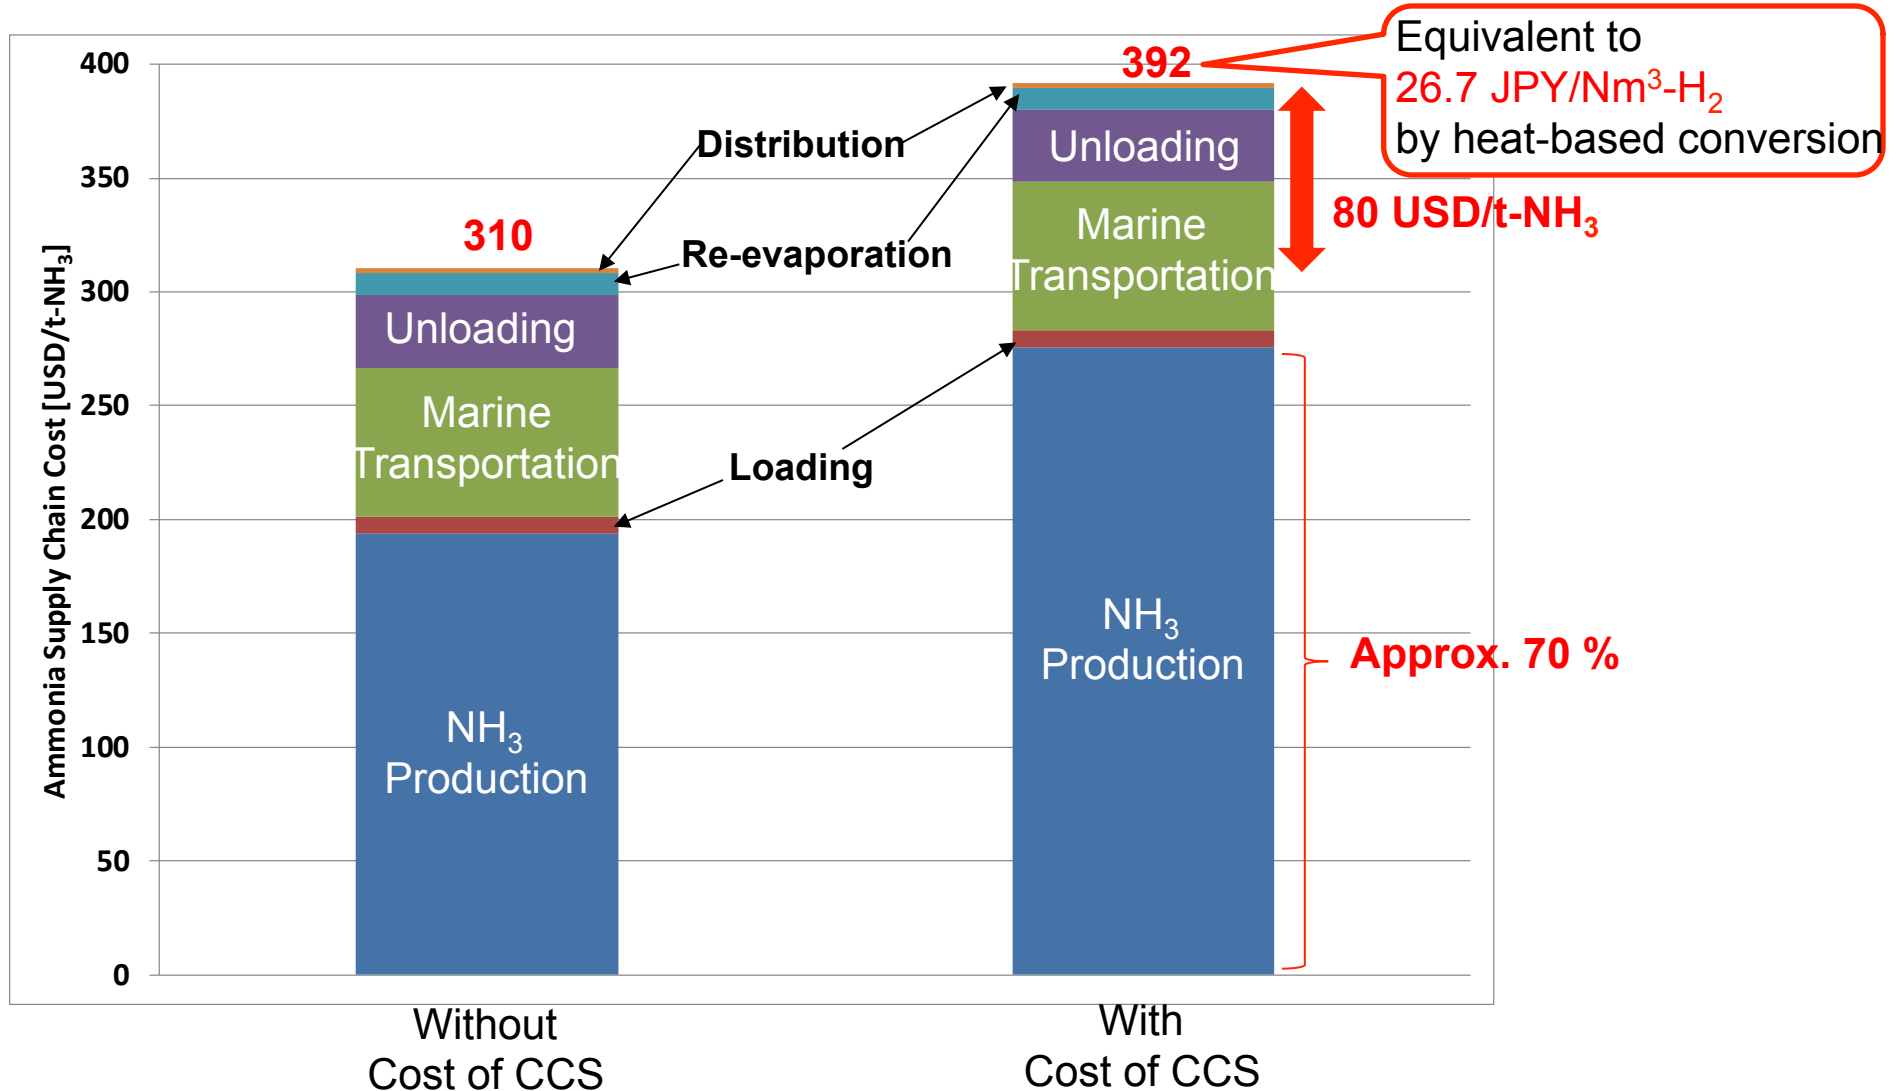 Equivalent to
26.7 JPY/Nm³-H₂
by heat-based conversion
400
350
300
250
200
150
100
50
0
Ammonia Supply Chain Cost [USD/t-NH₃]
392
310
Distribution
Re-evaporation
Loading
80 USD/t-NH₃
Approx. 70 %
Unloading
Marine
Transportation
NH₃
Production
Unloading
Marine
Transportation
NH₃
Production
Without
Cost of CCS
With
Cost of CCS